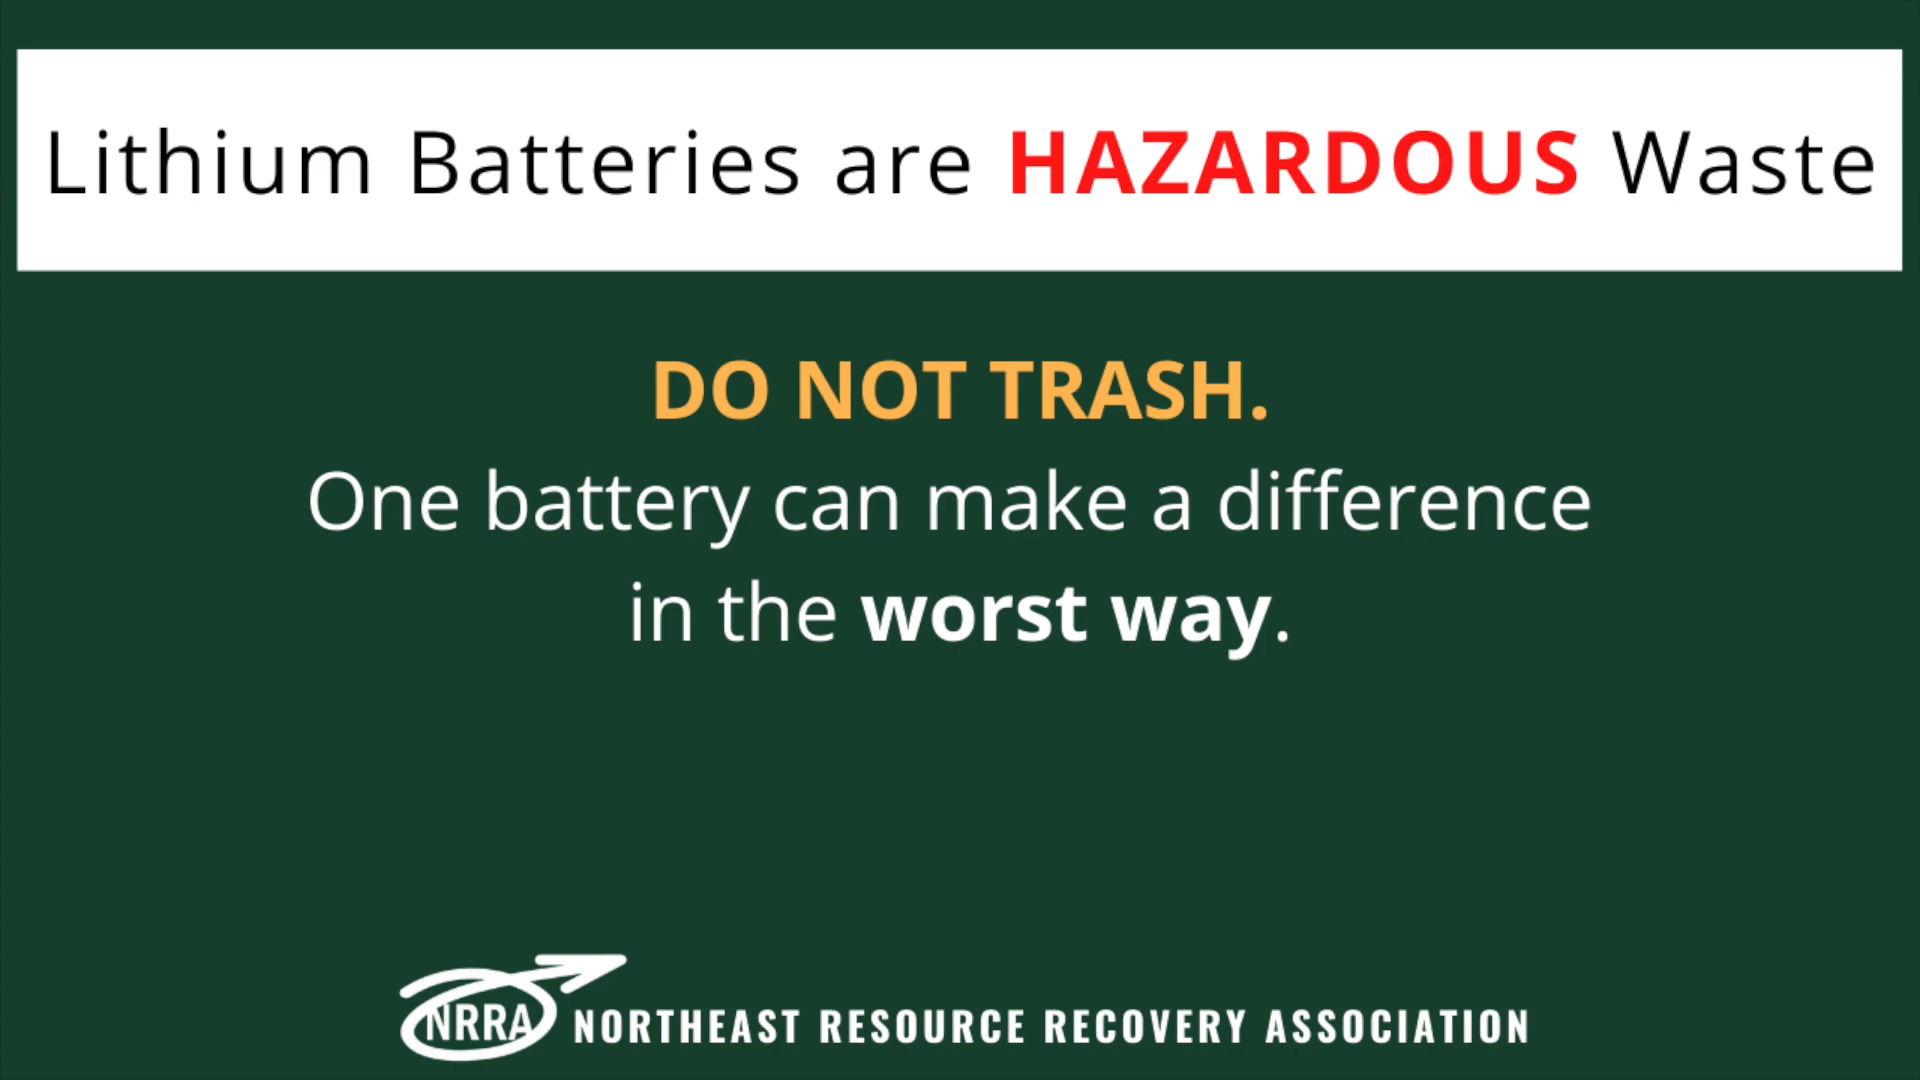 Lithium Batteries are HAZARDOUS Waste
DO NOT TRASH.
One battery can make a difference
in the worst way.
NRRA NORTHEAST RESOURCE RECOVERY ASSOCIATION